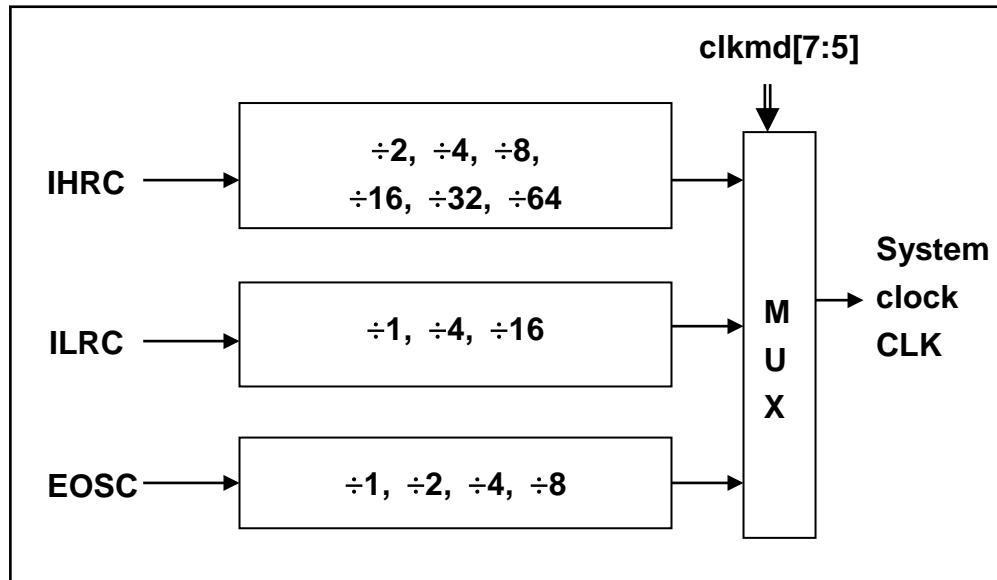 clkmd[7:5]
IHRC
÷2, ÷4, ÷8,
÷16, ÷32, ÷64
ILRC
÷1, ÷4, ÷16
EOSC
÷1, ÷2, ÷4, ÷8
M
U
X
System
clock
CLK